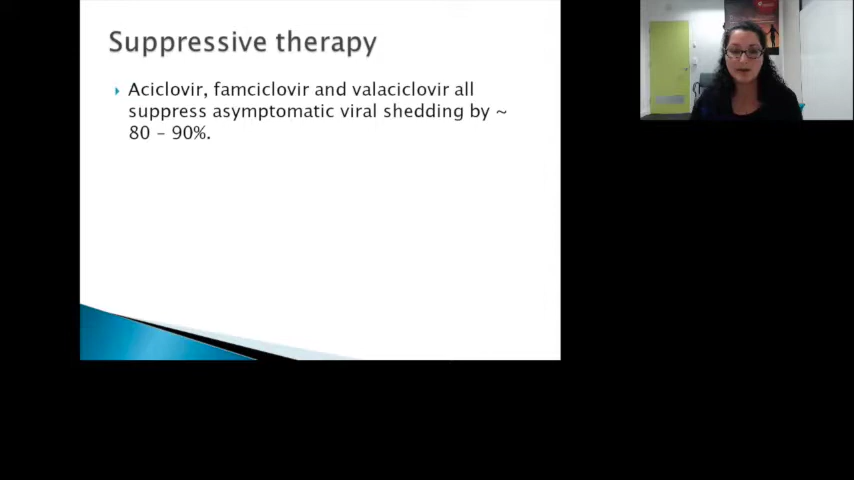 Suppressive therapy
Aciclovir, famciclovir and valaciclovir all
suppress asymptomatic viral shedding by ~
80 – 90%.